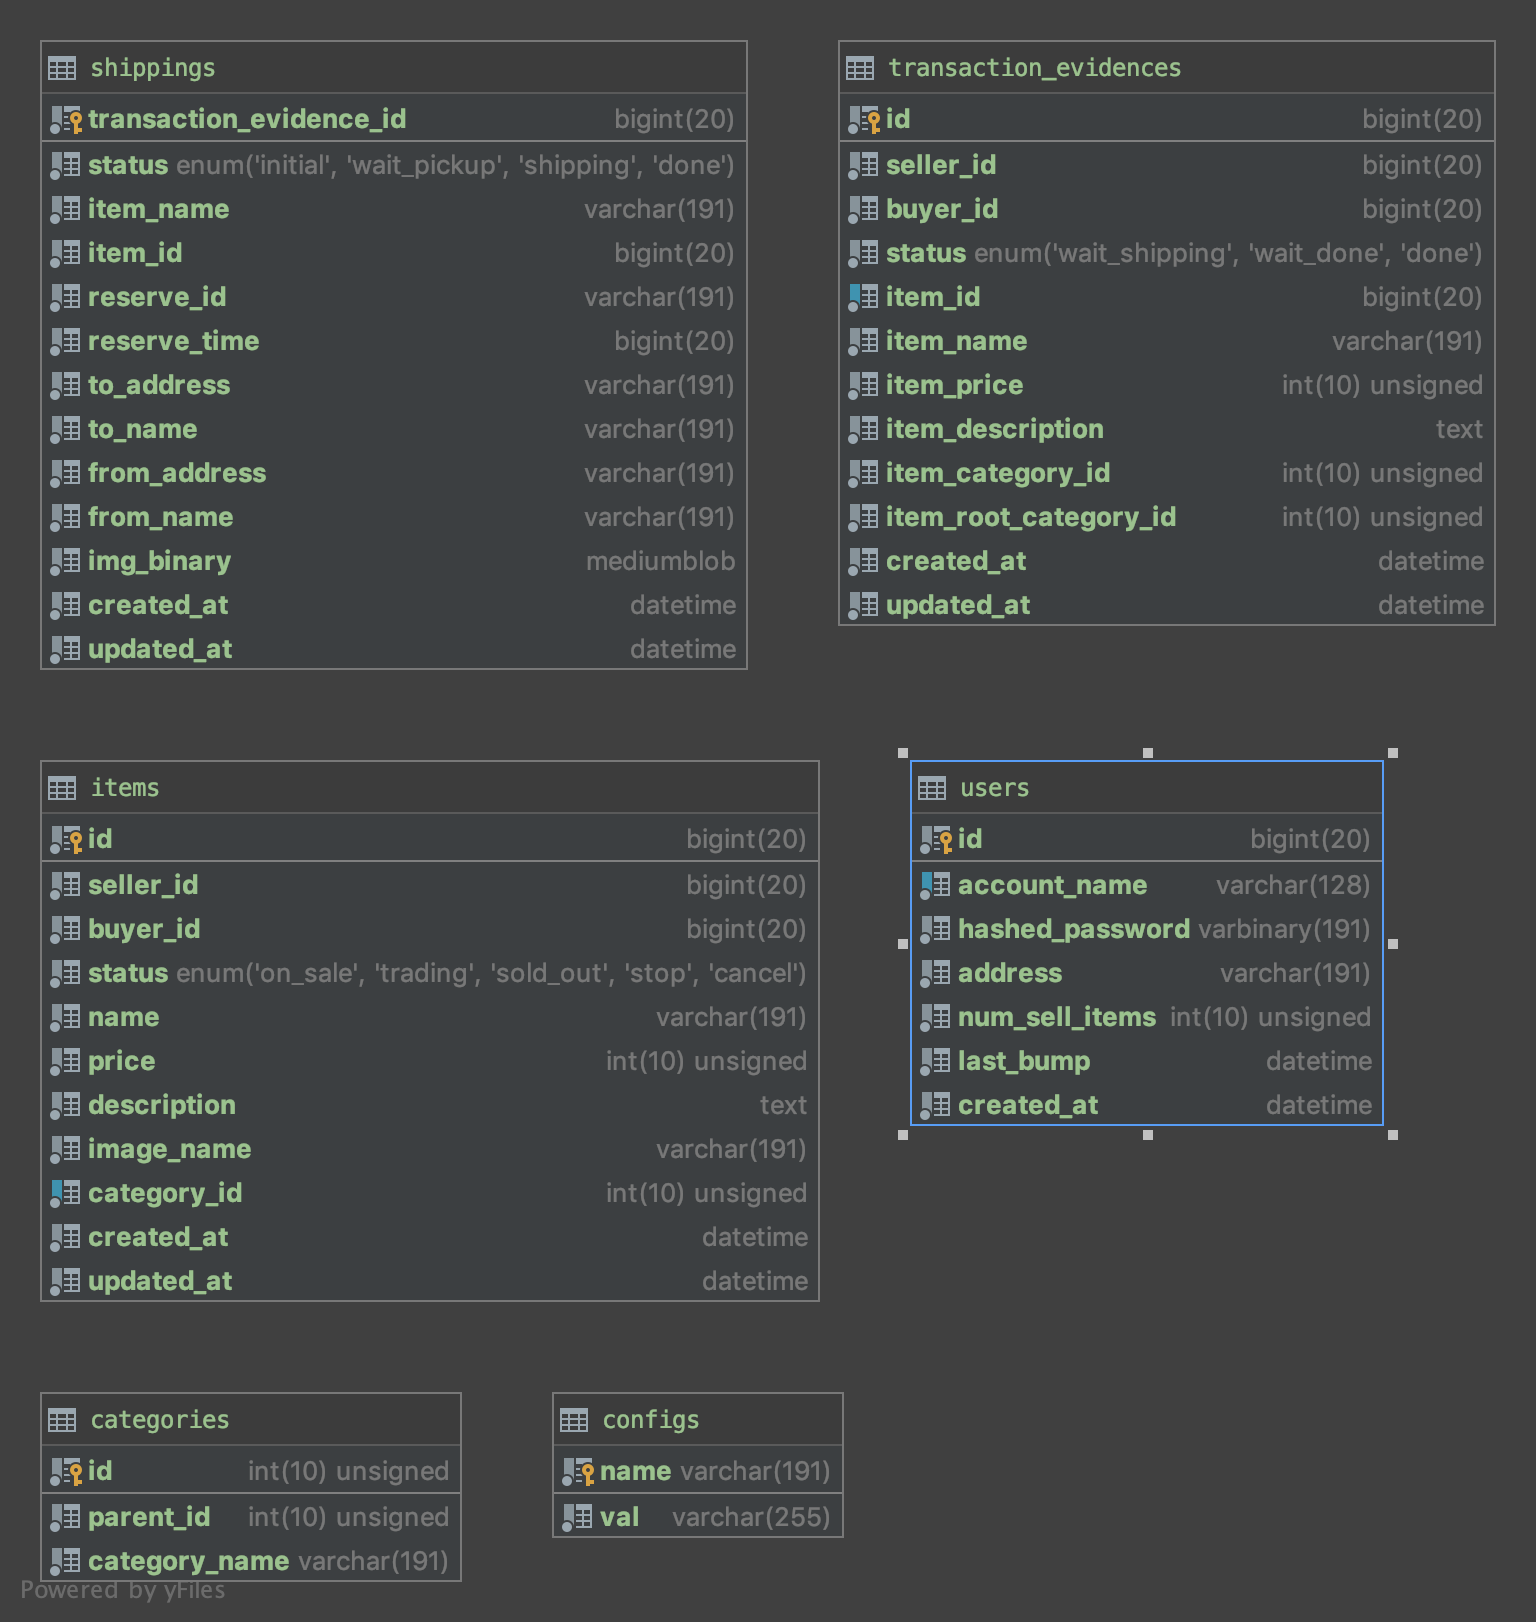 shippings
transaction_evidence_id bigint(20)
status enum('initial', 'wait_pickup', 'shipping', 'done')
item_name varchar(191)
item_id bigint(20)
reserve_id varchar(191)
reserve_time bigint(20)
to_address varchar(191)
to_name varchar(191)
from_address varchar(191)
from_name varchar(191)
img_binary mediumblob
created_at datetime
updated_at datetime
transaction_evidences
id bigint(20)
seller_id bigint(20)
buyer_id bigint(20)
status enum('wait_shipping', 'wait_done', 'done')
item_id bigint(20)
item_name varchar(191)
item_price int(10) unsigned
item_description text
item_category_id int(10) unsigned
item_root_category_id int(10) unsigned
created_at datetime
updated_at datetime
items
id bigint(20)
seller_id bigint(20)
buyer_id bigint(20)
status enum('on_sale', 'trading', 'sold_out', 'stop', 'cancel')
name varchar(191)
price int(10) unsigned
description text
image_name varchar(191)
category_id int(10) unsigned
created_at datetime
updated_at datetime
users
id bigint(20)
account_name varchar(128)
hashed_password varbinary(191)
address varchar(191)
num_sell_items int(10) unsigned
last_bump datetime
created_at datetime
categories
id int(10) unsigned
parent_id int(10) unsigned
category_name varchar(191)
configs
name varchar(191)
val varchar(255)
Powered by yFiles